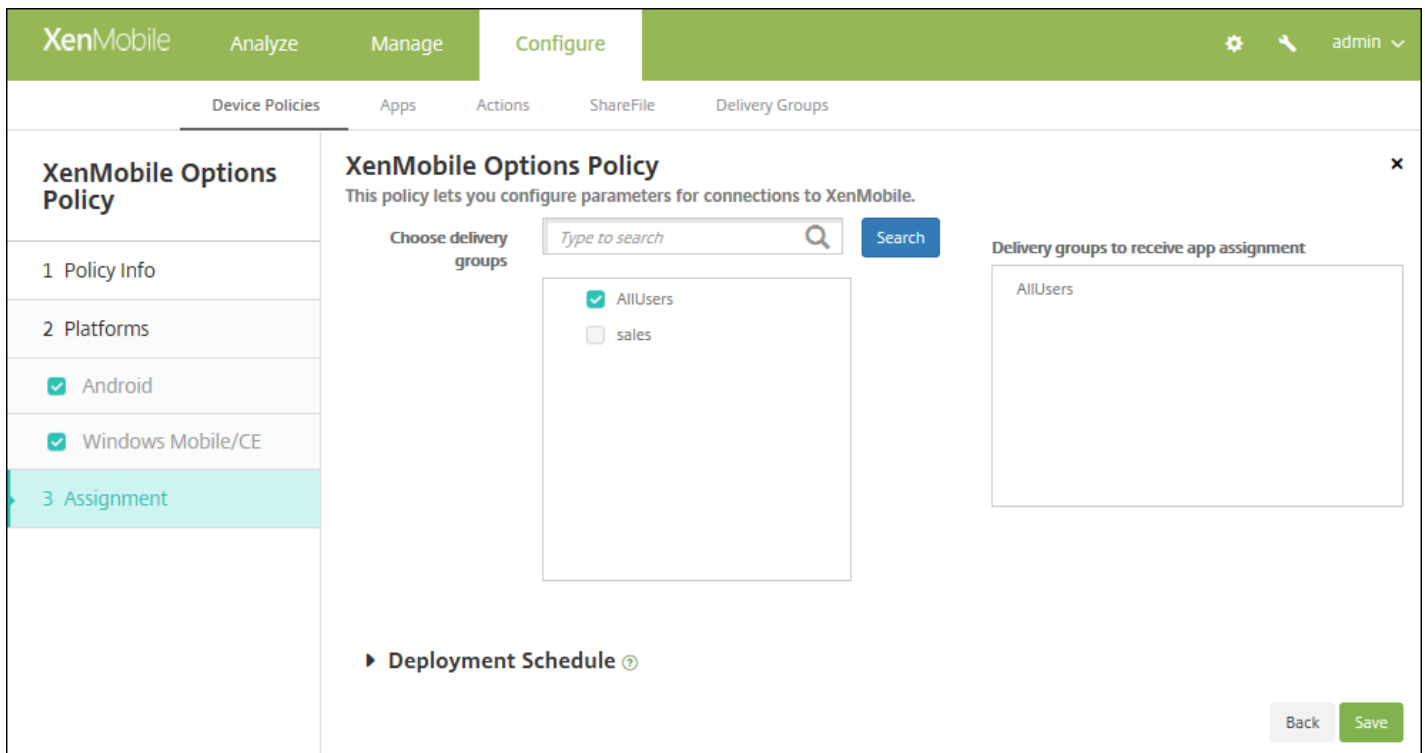 XenMobile Analyze Manage Configure admin
Device Policies Apps Actions ShareFile Delivery Groups
XenMobile Options
Policy
1 Policy Info
2 Platforms
Android
Windows Mobile/CE
3 Assignment
XenMobile Options Policy
This policy lets you configure parameters for connections to XenMobile.
Choose delivery
groups
Type to search
Search
AllUsers
sales
Delivery groups to receive app assignment
AllUsers
Deployment Schedule ?
Back Save